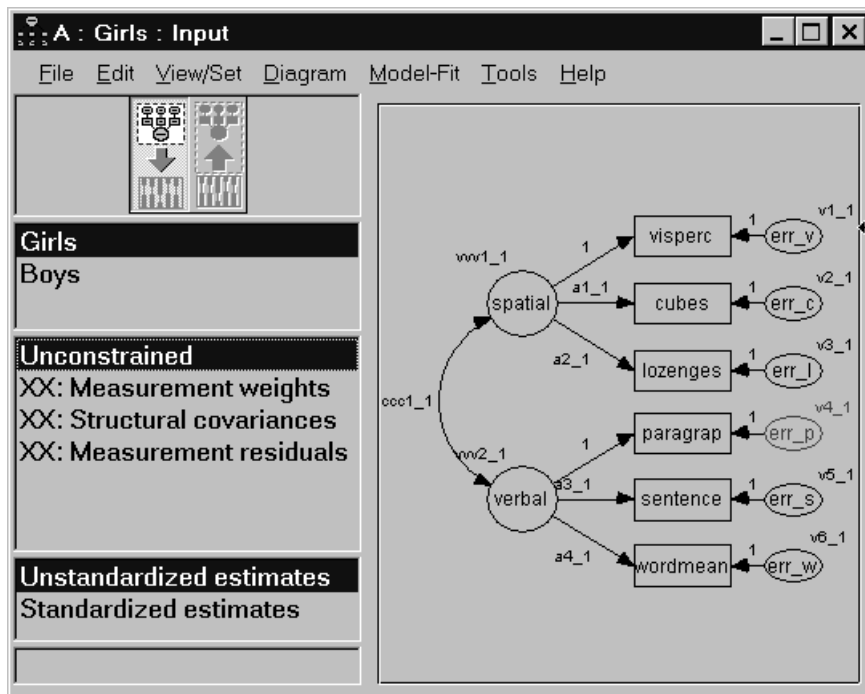 A : Girls : Input
File Edit View/Set Diagram Model-Fit Tools Help
Girls
Boys
Unconstrained
XX: Measurement weights
XX: Structural covariances
XX: Measurement residuals
Unstandardized estimates
Standardized estimates
v1_1
1
visperc
1
err_v
vvv1_1
spatial
a1_1
cubes
1
err_c
v2_1
a2_1
lozenges
1
err_l
v3_1
ccc1_1
vvv2_1
verbal
1
paragrap
1
err_p
v4_1
a3_1
sentence
1
err_s
v5_1
a4_1
wordmean
1
err_w
v6_1